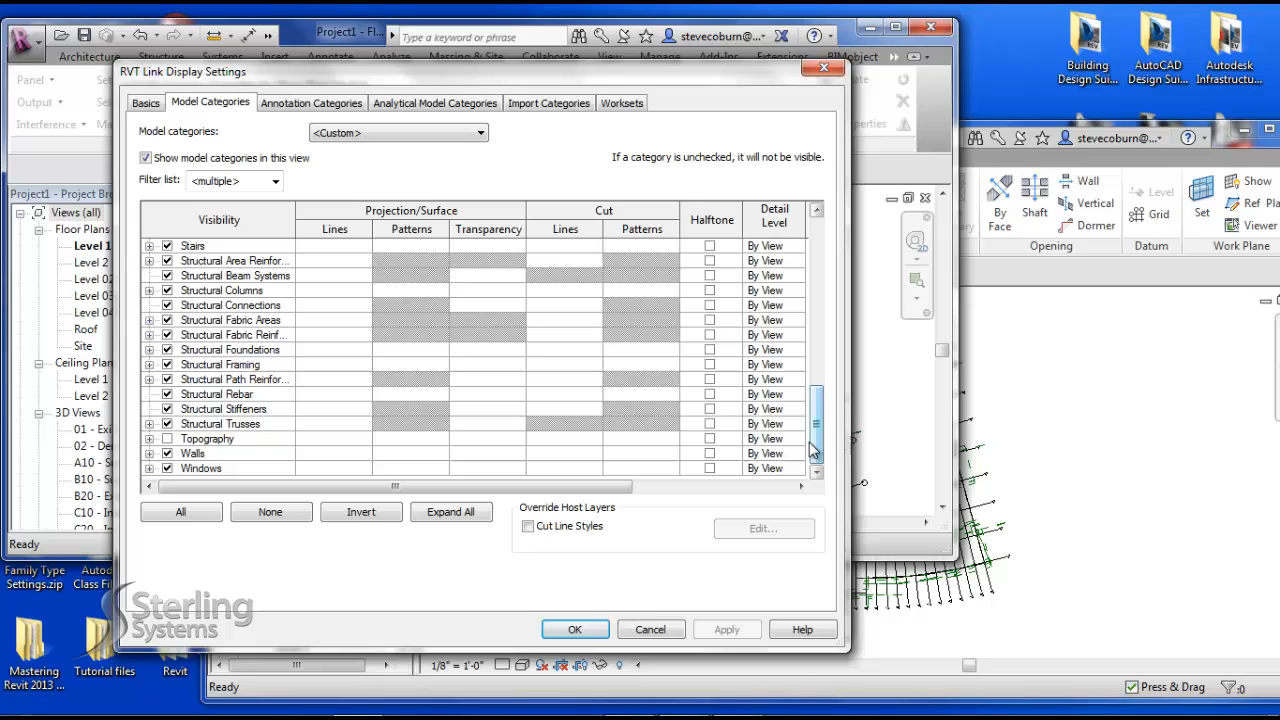 Project1 - Fl...
Type a keyword or phrase
stevecoburn@...
Architecture
Structure
Systems
Insert
Annotate
Massing & Site
Collaborate
View
Manage
Add-Ins
Extensions
BIMobject
Panel
Output
Interference
RVT Link Display Settings
Basics
Model Categories
Annotation Categories
Analytical Model Categories
Import Categories
Worksets
Model categories:
<Custom>
Show model categories in this view
If a category is unchecked, it will not be visible.
Filter list:
<multiple>
Visibility
Projection/Surface
Cut
Halftone
Detail Level
Lines
Patterns
Transparency
Lines
Patterns
Stairs By View
Structural Area Reinfor... By View
Structural Beam Systems By View
Structural Columns By View
Structural Connections By View
Structural Fabric Areas By View
Structural Fabric Reinf... By View
Structural Foundations By View
Structural Framing By View
Structural Path Reinfor... By View
Structural Rebar By View
Structural Stiffeners By View
Structural Trusses By View
Topography By View
Walls By View
Windows By View
All
None
Invert
Expand All
Override Host Layers
Cut Line Styles
Edit...
OK
Cancel
Apply
Help
Project1 - Project Bro
Views (all)
Floor Plans
Level 1
Level 2
Level 02
Level 03
Level 04
Roof
Site
Ceiling Plan
Level 1
Level 2
3D Views
01 - Exis
02 - De
A10 - S
B10 - S
B20 - E
C10 - In
C20 - In
Ready
Building
Design Sui...
AutoCAD
Design Sui...
Autodesk
Infrastructu...
stevecoburn@...
By
Face
Shaft
Wall
Vertical
Dormer
Level
Grid
Set
Show
Ref Pla
Viewer
Opening
Datum
Work Plane
2D
Family Type
Settings.zip
Autod
Class Fil
Sterling
Systems
Mastering
Revit 2013 ...
Tutorial files
Revit
1/8" = 1'-0"
Ready
Press & Drag
:0